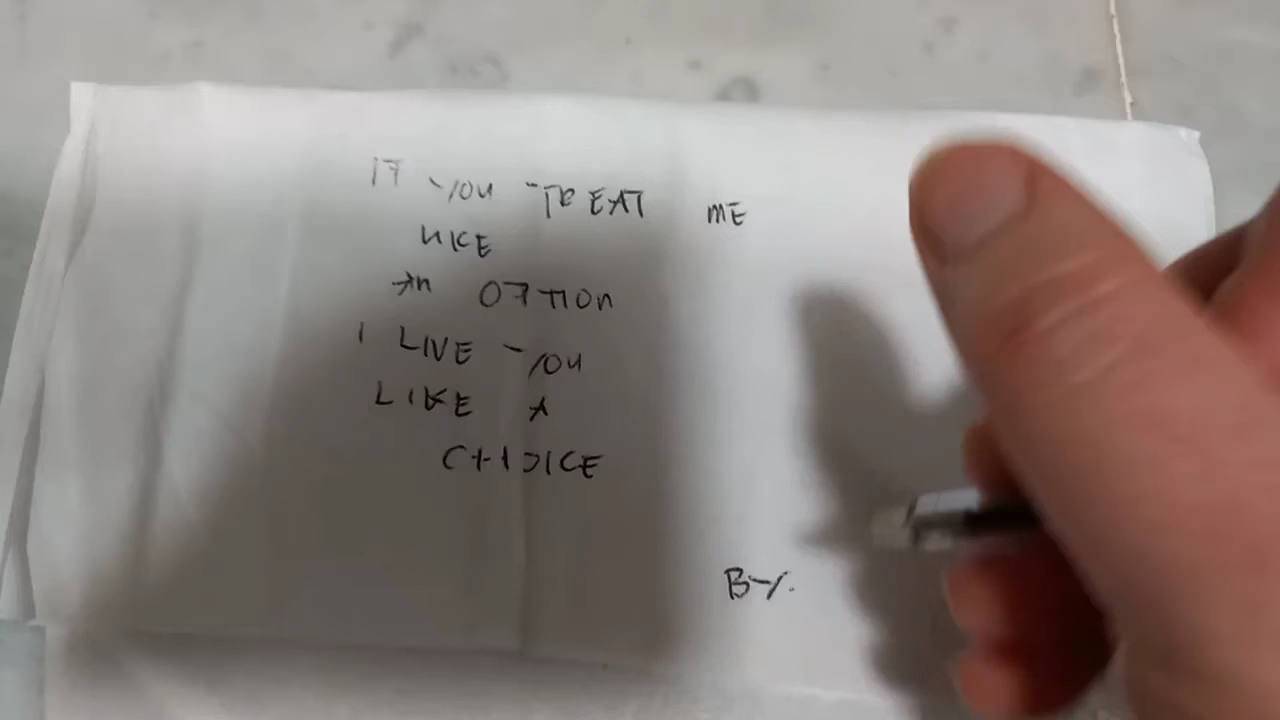 IF YOU TREAT ME
LIKE
An OPTION
I LIVE YOU
LIKE A
CHOICE
BY.